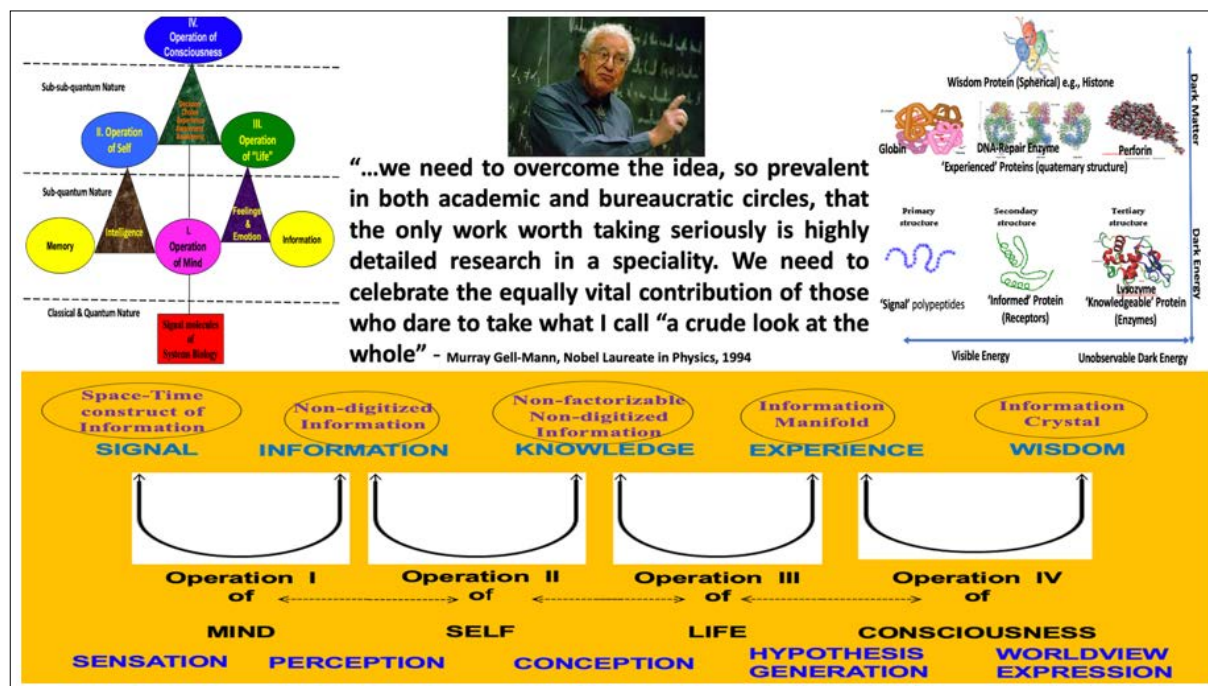 IV.
Operation of
Consciousness
Sub-sub-quantum Nature
II. Operation
of Self
III.
Operation
of "Life"
Sub-quantum Nature
Memory
Intelligence
I.
Operation
of Mind
Feelings
&
Emotion
Information
Classical & Quantum Nature
Signal molecules
of
Systems Biology
“...we need to overcome the idea, so prevalent
in both academic and bureaucratic circles, that
the only work worth taking seriously is highly
detailed research in a speciality. We need to
celebrate the equally vital contribution of those
who dare to take what I call “a crude look at the
whole” - Murray Gell-Mann, Nobel Laureate in Physics, 1994
Wisdom Protein (Spherical) e.g., Histone
Globin
DNA-Repair Enzyme
Perforin
'Experienced' Proteins (quaternary structure)
Primary
structure
Secondary
structure
Tertiary
structure
'Signal' polypeptides
'Informed' Protein
(Receptors)
Lysozyme
'Knowledgeable' Protein
(Enzymes)
Visible Energy
Unobservable Dark Energy
Dark Matter
Dark Energy
Space-Time
construct of
Information
Non-digitized
Information
Non-factorizable
Non-digitized
Information
Information
Manifold
Information
Crystal
SIGNAL
INFORMATION
KNOWLEDGE
EXPERIENCE
WISDOM
Operation I
of
MIND
Operation II
of
SELF
Operation III
of
LIFE
Operation IV
of
CONSCIOUSNESS
SENSATION
PERCEPTION
CONCEPTION
HYPOTHESIS
GENERATION
WORLDVIEW
EXPRESSION